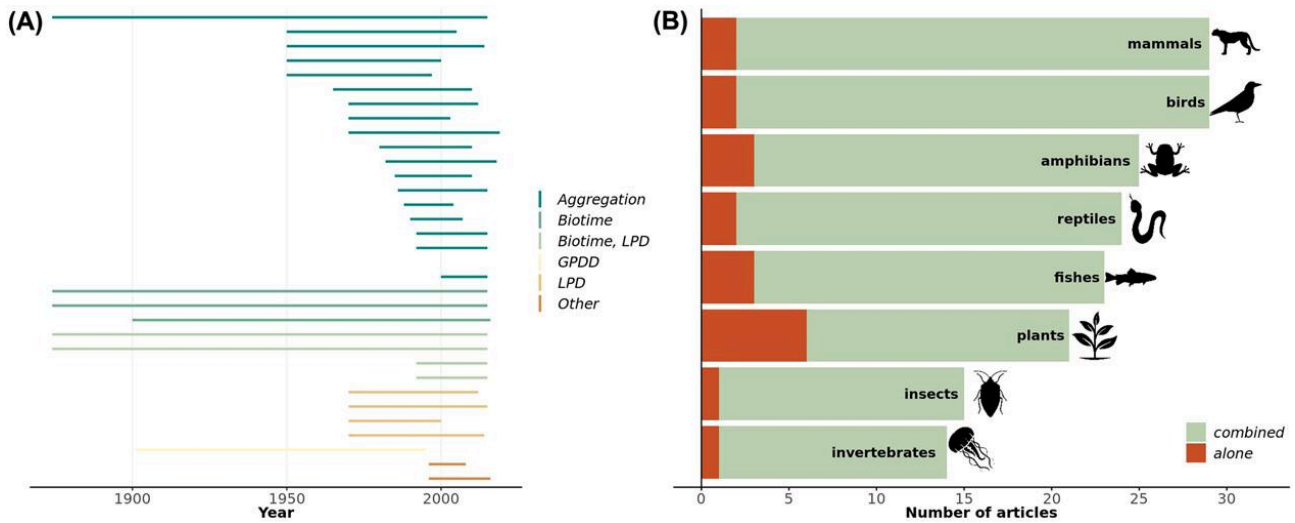 (A)
Aggregation
Biotime
Biotime, LPD
GPDD
LPD
Other
1900 1950 2000
Year
(B)
mammals
birds
amphibians
reptiles
fishes
plants
insects
invertebrates
combined
alone
0 5 10 15 20 25 30
Number of articles